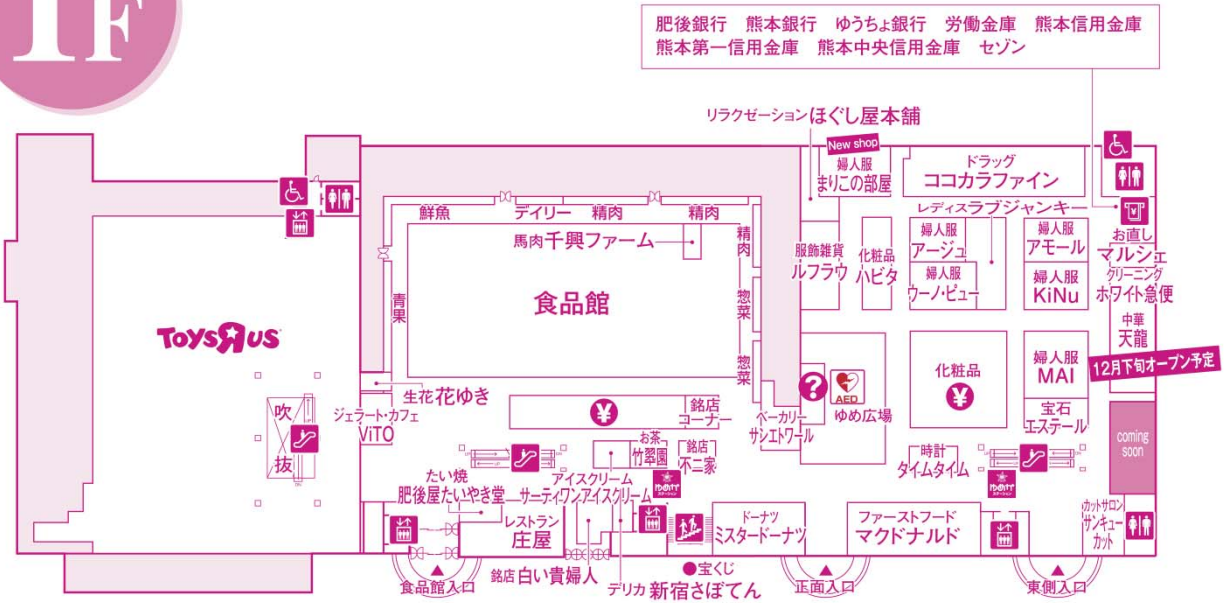 1F
肥後銀行 熊本銀行 ゆうちょ銀行 労働金庫 熊本信用金庫
熊本第一信用金庫 熊本中央信用金庫 セゾン
リラクゼーション ほぐし屋本舗
New shop
婦人服
まりこの部屋
ドラッグ
ココカラファイン
レディス ラブジャンキー
鮮魚
デイリー
精肉
精肉
馬肉 千興ファーム
精肉
惣菜
惣菜
青果
食品館
服飾雑貨
ルフラウ
化粧品
ハビタ
婦人服
アージュ
婦人服
ウーノ・ピュー
婦人服
アモール
婦人服
KiNu
お直し
マルシェ
クリーニング
ホワイト急便
中華
天龍
12月下旬オープン予定
ToysЯus
吹
抜
生花 花ゆき
ジェラート・カフェ
ViTO
¥
銘店
コーナー
ベーカリー
サンエトワール
?
AED
ゆめ広場
化粧品
¥
婦人服
MAI
宝石
エステール
coming
soon
お茶
竹翠園
銘店
不二家
時計
タイムタイム
たい焼
肥後屋たいやき堂
アイスクリーム
サーティワンアイスクリーム
レストラン
庄屋
ドーナツ
ミスタードーナツ
ファーストフード
マクドナルド
カットサロン
サンキュー
カット
銘店 白い貴婦人
デリカ 新宿さぼてん
●宝くじ
食品館入口
正面入口
東側入口